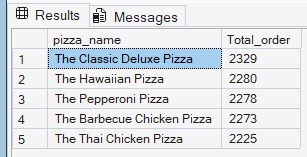 Results Messages
pizza_name Total_order
1 The Classic Deluxe Pizza 2329
2 The Hawaiian Pizza 2280
3 The Pepperoni Pizza 2278
4 The Barbecue Chicken Pizza 2273
5 The Thai Chicken Pizza 2225